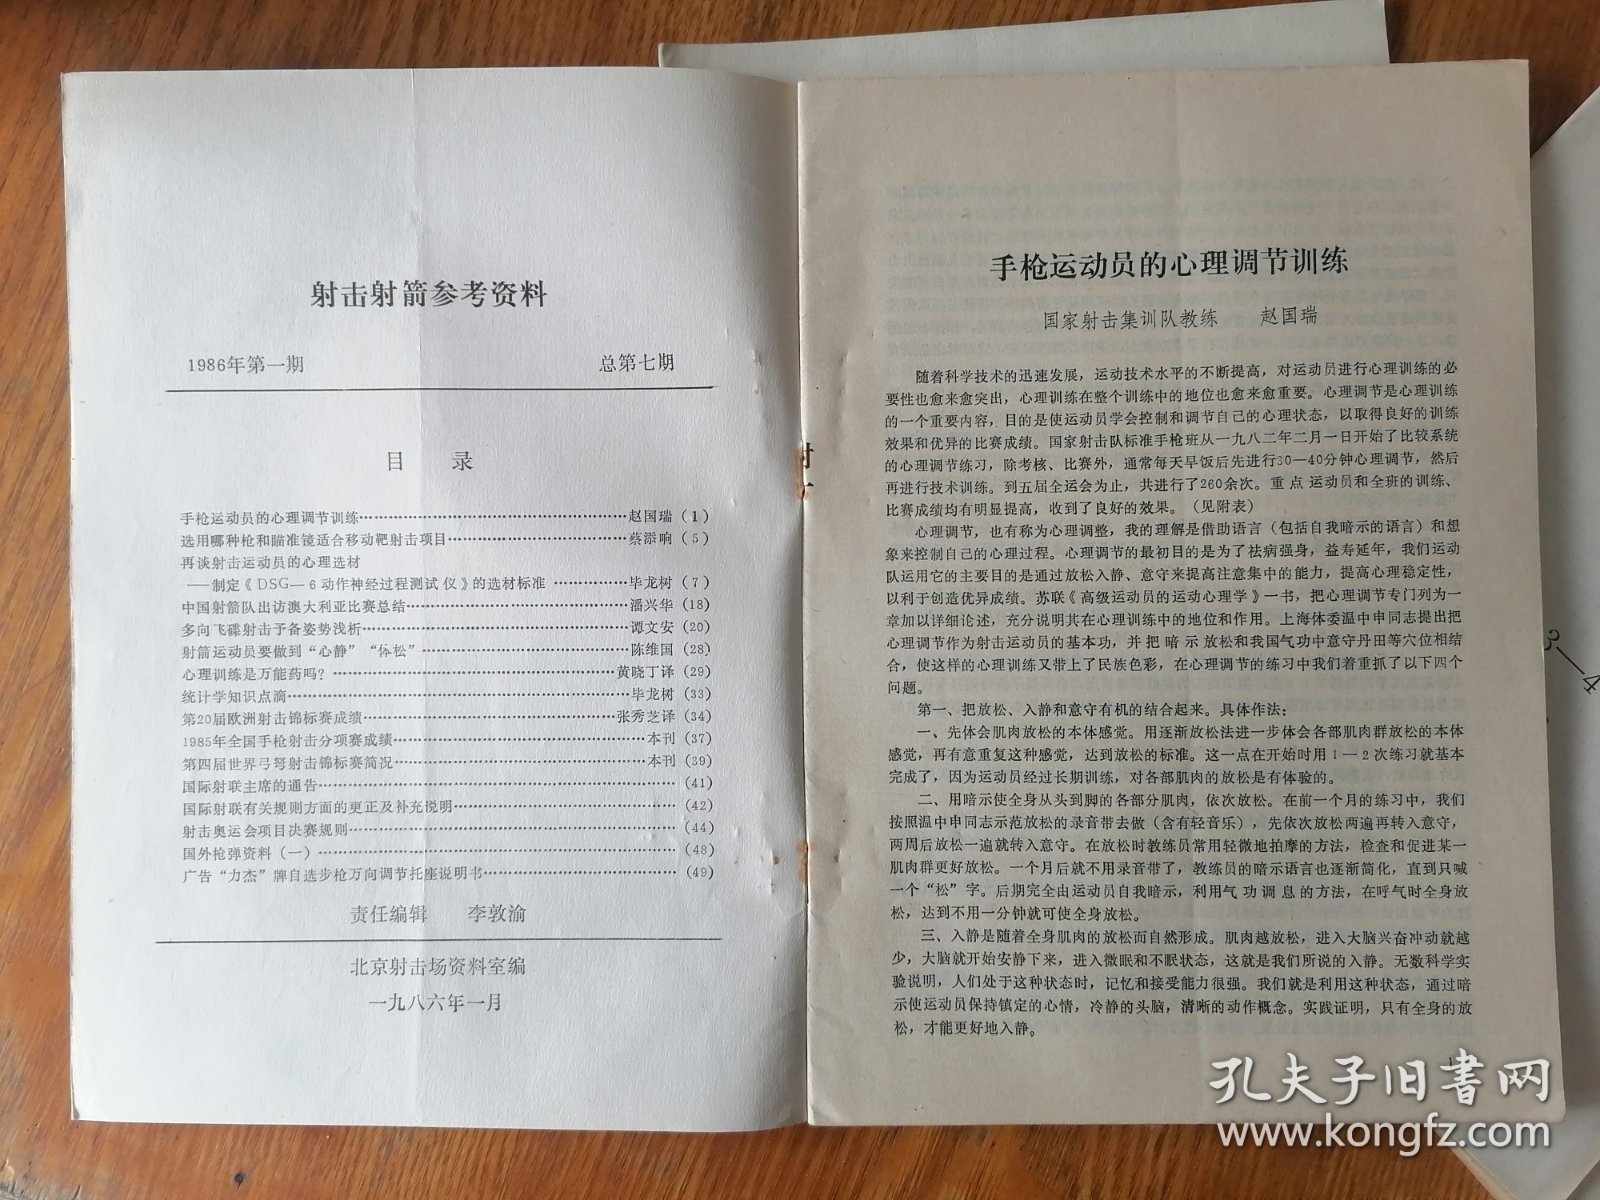 射击射箭参考资料
1986年第一期 总第七期
目 录
手枪运动员的心理调节训练……赵国瑞（1）
选用哪种枪和瞄准镜适合移动靶射击项目……蔡添响（5）
再谈射击运动员的心理选材
——制定《DSG—6动作神经过程测试仪》的选材标准……毕龙树（7）
中国射箭队出访澳大利亚比赛总结……潘兴华（18）
多向飞碟射击予备姿势浅析……谭文安（20）
射箭运动员要做到“心静”“体松”……陈维国（28）
心理训练是万能药吗?……黄晓丁译（29）
统计学知识点滴……毕龙树（33）
第20届欧洲射击锦标赛成绩……张秀芝译（34）
1985年全国手枪射击分项赛成绩……本刊（37）
第四届世界弓弩射击锦标赛简况……本刊（39）
国际射联主席的通告……（41）
国际射联有关规则方面的更正及补充说明……（42）
射击奥运会项目决赛规则……（44）
国外枪弹资料（一）……（48）
广告“力杰”牌自选步枪万向调节托座说明书……（49）
责任编辑 李敦渝
北京射击场资料室编
一九八六年一月
手枪运动员的心理调节训练
国家射击集训队教练 赵国瑞
随着科学技术的迅速发展，运动技术水平的不断提高，对运动员进行心理训练的必
要性也愈来愈突出，心理训练在整个训练中的地位也愈来愈重要。心理调节是心理训练
的一个重要内容，目的是使运动员学会控制和调节自己的心理状态，以取得良好的训练
效果和优异的比赛成绩。国家射击队标准手枪班从一九八二年二月一日开始了比较系统
的心理调节练习，除考核、比赛外，通常每天早饭后先进行30—40分钟心理调节，然后
再进行技术训练。到五届全运会为止，共进行了260余次。重点运动员和全班的训练、
比赛成绩均有明显提高，收到了良好的效果。（见附表）
心理调节，也有称为心理调整，我的理解是借助语言（包括自我暗示的语言）和想
象来控制自己的心理过程。心理调节的最初目的是为了祛病强身，益寿延年，我们运动
队运用它的主要目的是通过放松入静、意守来提高注意集中的能力，提高心理稳定性，
以利于创造优异成绩。苏联《高级运动员的运动心理学》一书，把心理调节专门列为一
章加以详细论述，充分说明其在心理训练中的地位和作用。上海体委温中申同志提出把
心理调节作为射击运动员的基本功，并把暗示放松和我国气功中意守丹田等穴位相结
合，使这样的心理训练又带上了民族色彩，在心理调节的练习中我们着重抓了以下四个
问题。
第一、把放松、入静和意守有机的结合起来。具体作法：
一、先体会肌肉放松的本体感觉。用逐渐放松法进一步体会各部肌肉群放松的本体
感觉，再有意重复这种感觉，达到放松的标准。这一点在开始时用1—2次练习就基本
完成了，因为运动员经过长期训练，对各部肌肉的放松是有体验的。
二、用暗示使全身从头到脚的各部分肌肉，依次放松。在前一个月的练习中，我们
按照温中申同志示范放松的录音带去做（含有轻音乐），先依次放松两遍再转入意守，
两周后放松一遍就转入意守。在放松时教练员常用轻微地拍摩的方法，检查和促进某一
肌肉群更好放松。一个月后就不用录音带了，教练员的暗示语言也逐渐简化，直到只喊
一个“松”字。后期完全由运动员自我暗示，利用气功调息的方法，在呼气时全身放
松，达到不用一分钟就可使全身放松。
三、入静是随着全身肌肉的放松而自然形成。肌肉越放松，进入大脑兴奋冲动就越
少，大脑就开始安静下来，进入微眠和不眠状态，这就是我们所说的入静。无数科学实
验说明，人们处于这种状态时，记忆和接受能力很强。我们就是利用这种状态，通过暗
示使运动员保持镇定的心情，冷静的头脑，清晰的动作概念。实践证明，只有全身的放
松，才能更好地入静。
1
3—4
孔夫子旧书网
www.kongfz.com